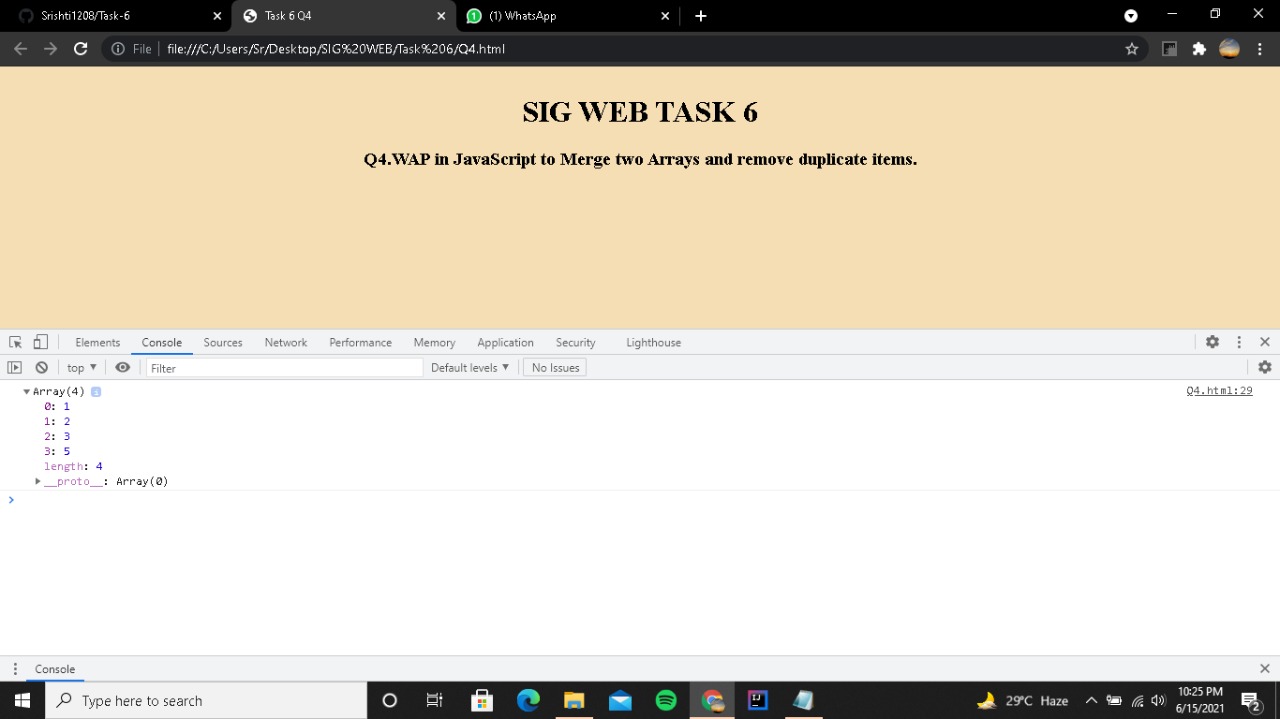 Srishti1208/Task-6
Task 6 Q4
(1) WhatsApp
File
file:///C:/Users/Sr/Desktop/SIG%20WEB/Task%206/Q4.html
SIG WEB TASK 6
Q4.WAP in JavaScript to Merge two Arrays and remove duplicate items.
Elements Console Sources Network Performance Memory Application Security Lighthouse
top Filter Default levels No Issues
Array(4) i Q4.html:29
0: 1
1: 2
2: 3
3: 5
length: 4
__proto__: Array(0)
Console
Type here to search
29°C Haze
10:25 PM
6/15/2021
2